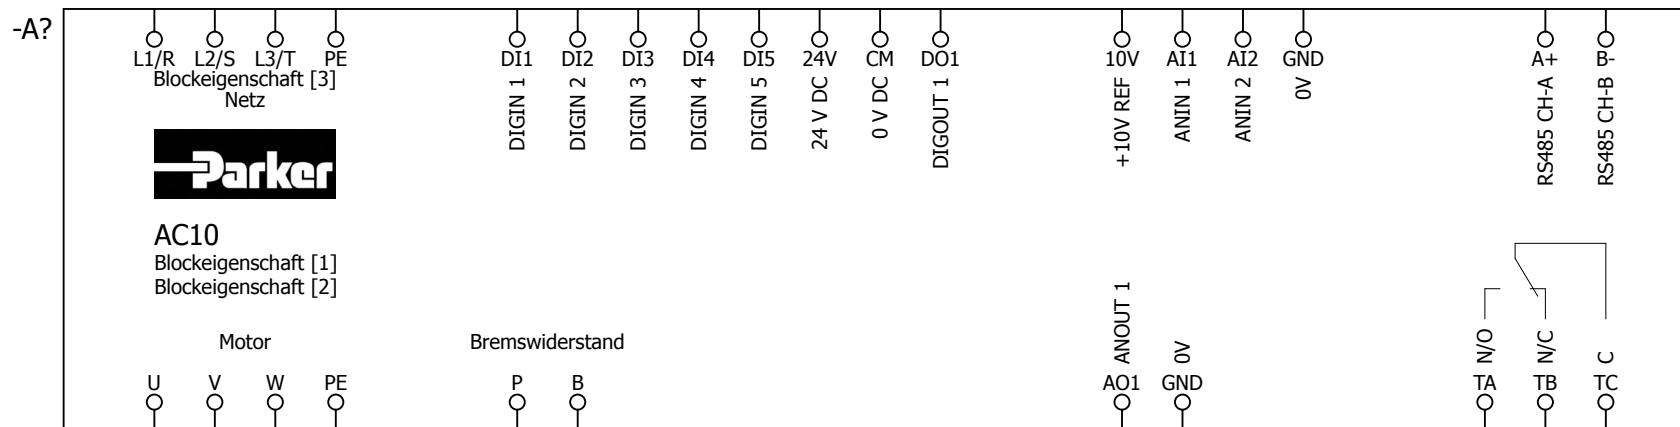 -A?
L1/R L2/S L3/T PE DI1 DI2 DI3 DI4 DI5 24V CM DO1 10V AI1 AI2 GND A+ B-
Blockeigenschaft [3]
Netz
DIGIN 1
DIGIN 2
DIGIN 3
DIGIN 4
DIGIN 5
24 V DC
0 V DC
DIGOUT 1
+10V REF
ANIN 1
ANIN 2
0V
RS485 CH-A
RS485 CH-B
Parker
AC10
Blockeigenschaft [1]
Blockeigenschaft [2]
Motor
Bremswiderstand
ANOUT 1
0V
N/O
N/C
C
U V W PE P B AO1 GND TA TB TC